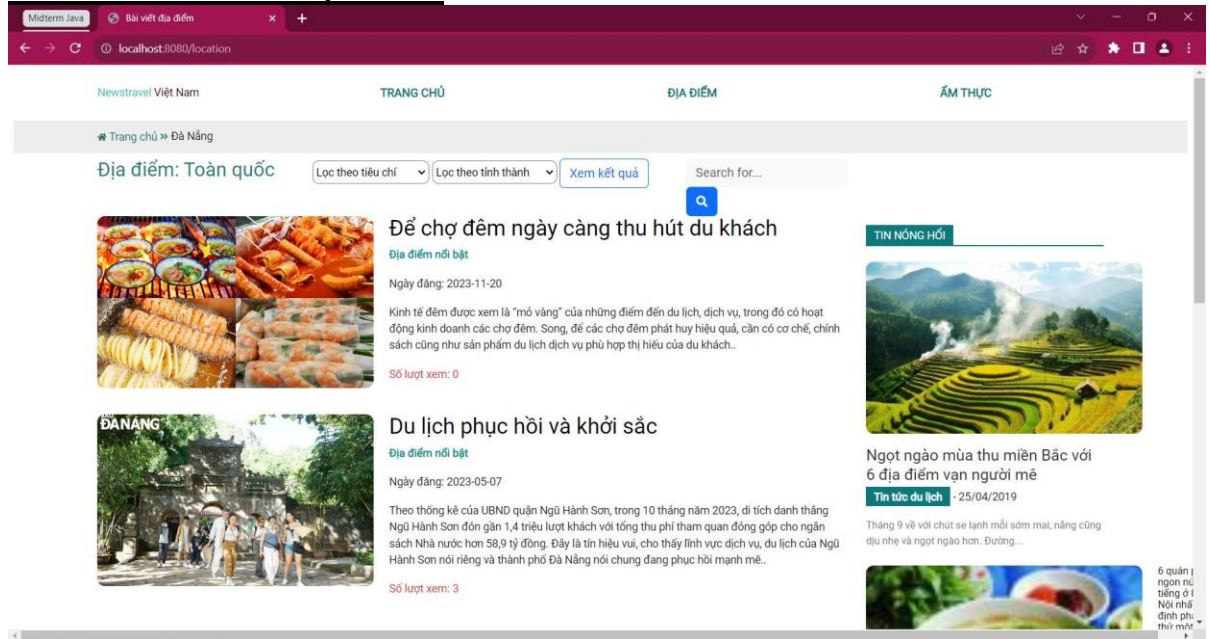 Midterm Java
Bài viết địa điểm
localhost:8080/location
Newstravel Việt Nam
TRANG CHỦ
ĐỊA ĐIỂM
ẨM THỰC
Trang chủ » Đà Nẵng
Địa điểm: Toàn quốc
Lọc theo tiêu chí
Lọc theo tỉnh thành
Xem kết quả
Search for...
Để chợ đêm ngày càng thu hút du khách
Địa điểm nổi bật
Ngày đăng: 2023-11-20
Kinh tế đêm được xem là "mỏ vàng" của những điểm đến du lịch, dịch vụ, trong đó có hoạt
động kinh doanh các chợ đêm. Song, để các chợ đêm phát huy hiệu quả, cần có cơ chế, chính
sách cũng như sản phẩm du lịch dịch vụ phù hợp thị hiếu của du khách..
Số lượt xem: 0
ĐANANG
Du lịch phục hồi và khởi sắc
Địa điểm nổi bật
Ngày đăng: 2023-05-07
Theo thống kê của UBND quận Ngũ Hành Sơn, trong 10 tháng năm 2023, di tích danh thắng
Ngũ Hành Sơn đón gần 1,4 triệu lượt khách với tổng thu phí tham quan đóng góp cho ngân
sách Nhà nước hơn 58,9 tỷ đồng. Đây là tín hiệu vui, cho thấy lĩnh vực dịch vụ, du lịch của Ngũ
Hành Sơn nói riêng và thành phố Đà Nẵng nói chung đang phục hồi mạnh mẽ..
Số lượt xem: 3
TIN NÓNG HỔI
Ngọt ngào mùa thu miền Bắc với
6 địa điểm vạn người mê
Tin tức du lịch - 25/04/2019
Tháng 9 về với chút se lạnh mỗi sớm mai, nắng cũng
dịu nhẹ và ngọt ngào hơn. Đường...
6 quán
ngon
tiếng ở
Nội
định
thứ một